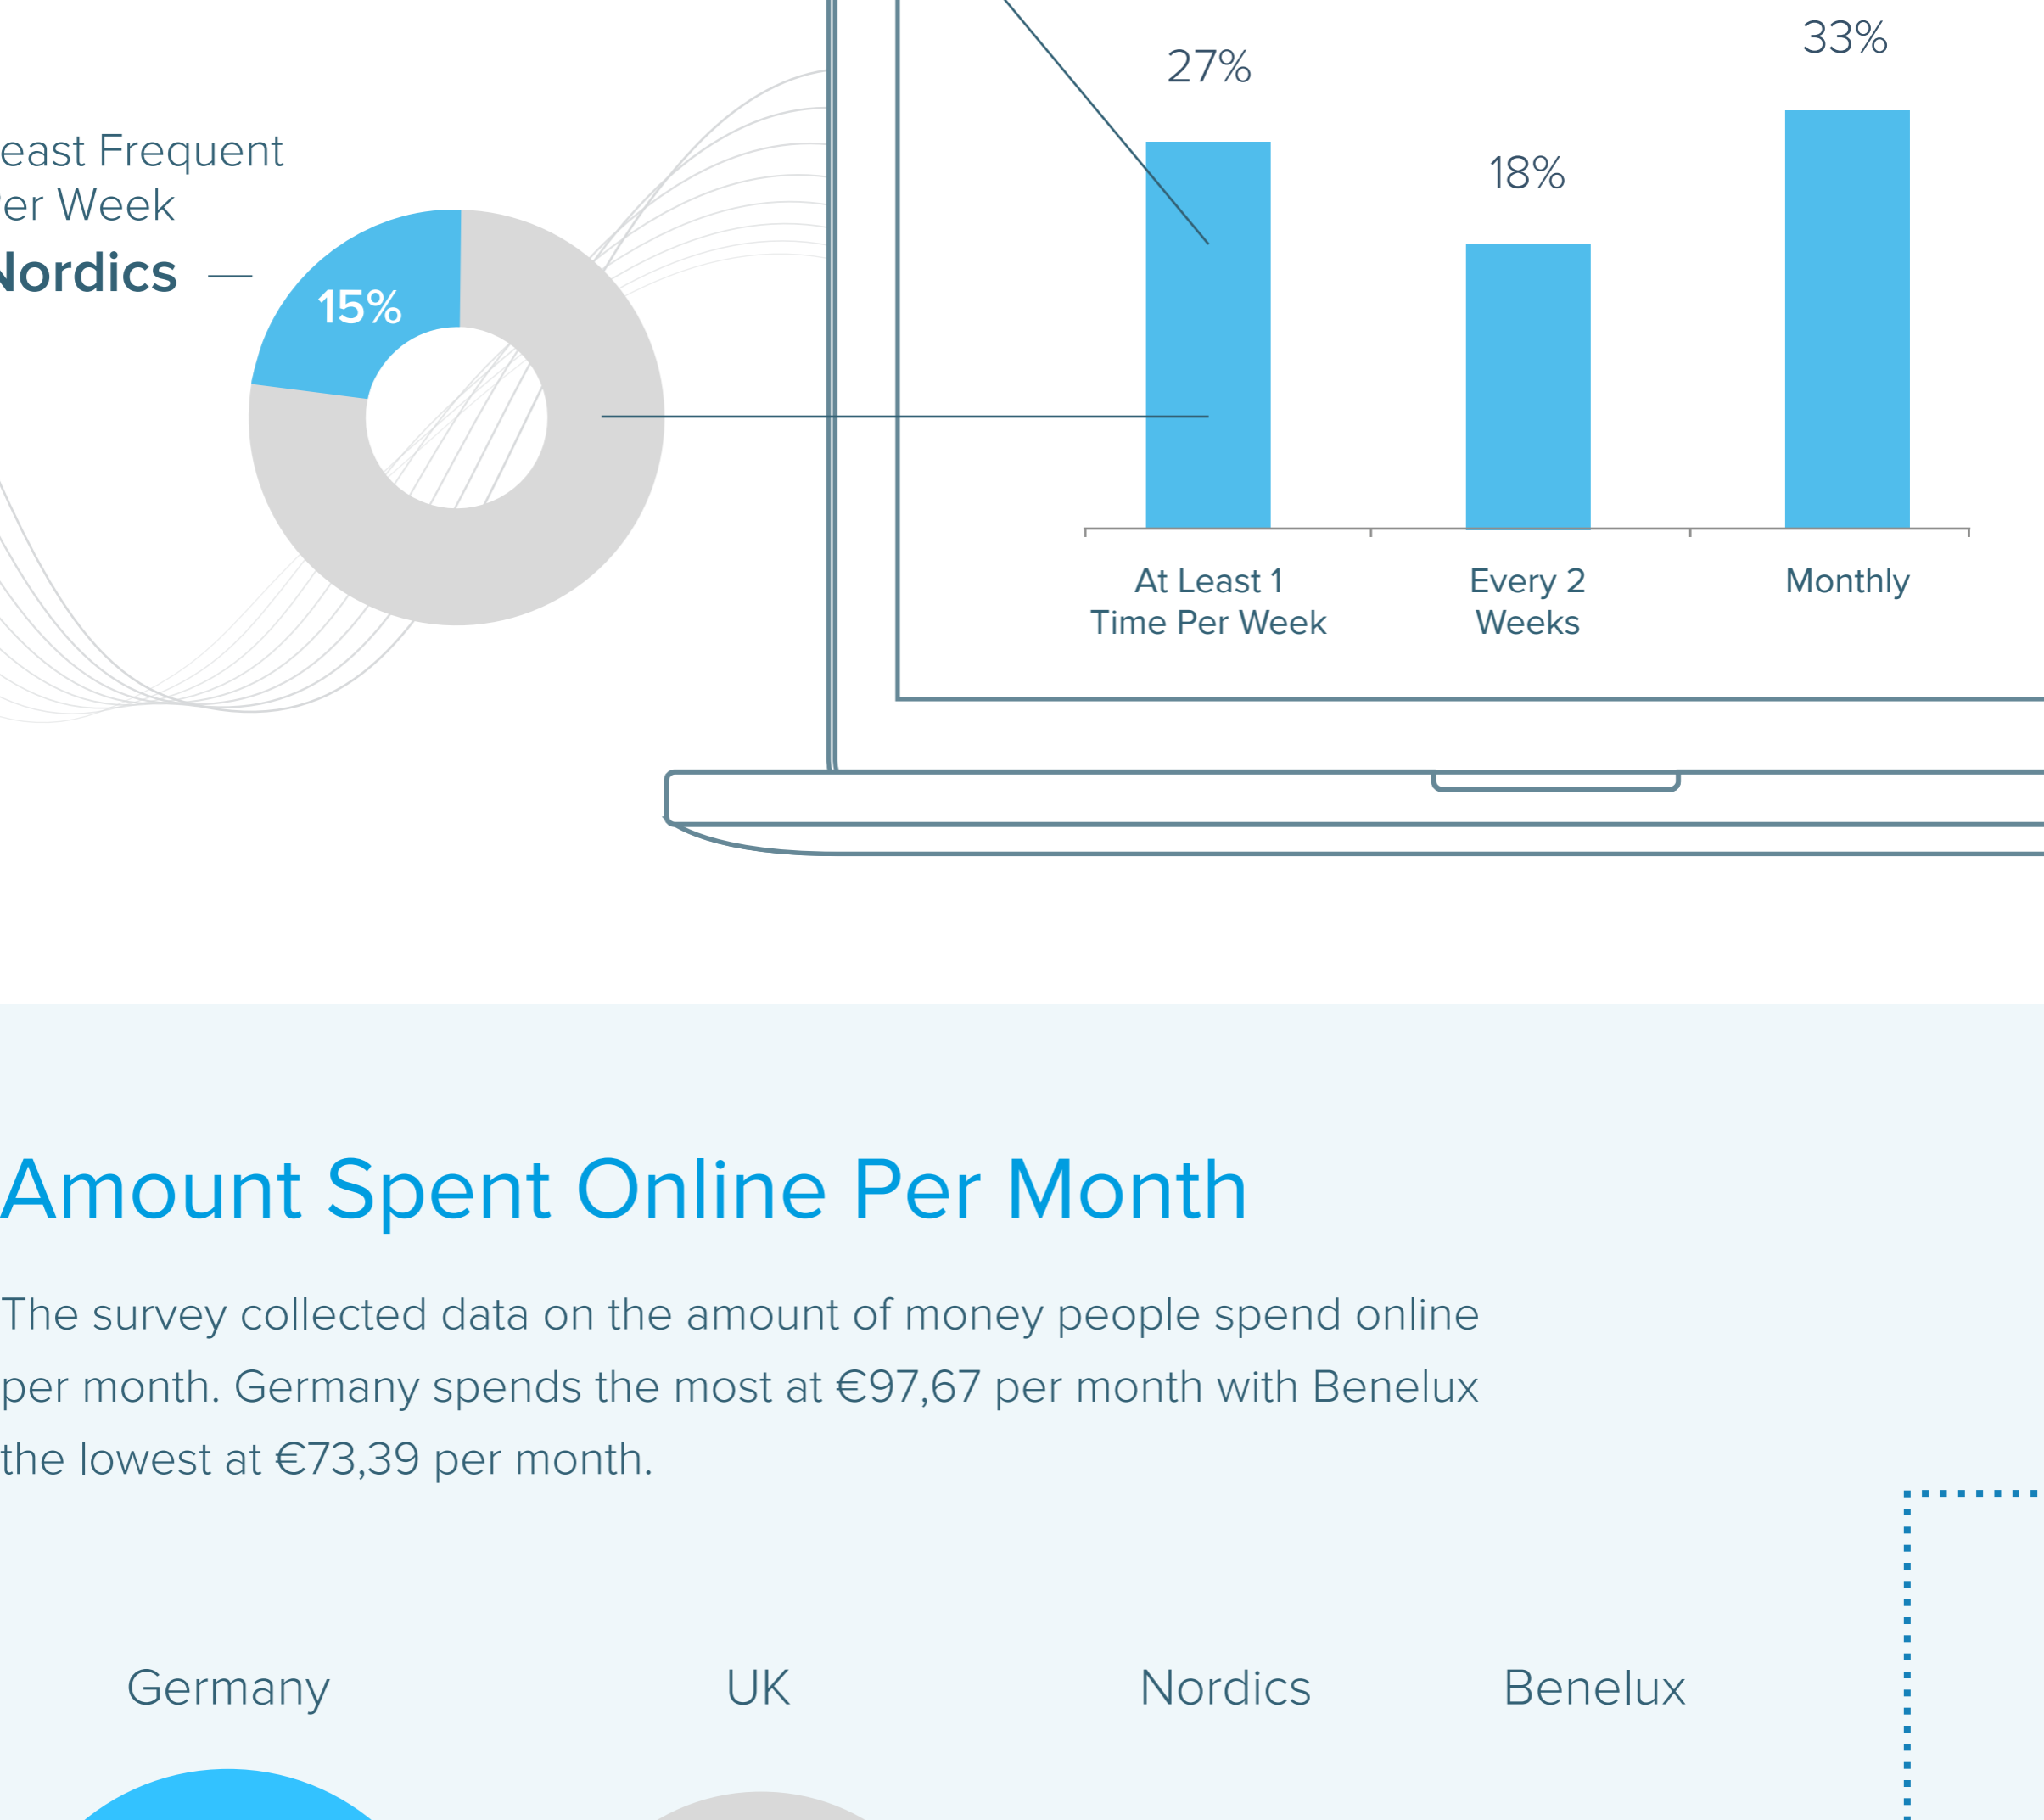 east Frequent
er Week
Nordics
15%
27%
18%
33%
At Least 1
Time Per Week
Every 2
Weeks
Monthly
Amount Spent Online Per Month
The survey collected data on the amount of money people spend online
per month. Germany spends the most at €97,67 per month with Benelux
the lowest at €73,39 per month.
Germany
UK
Nordics
Benelux